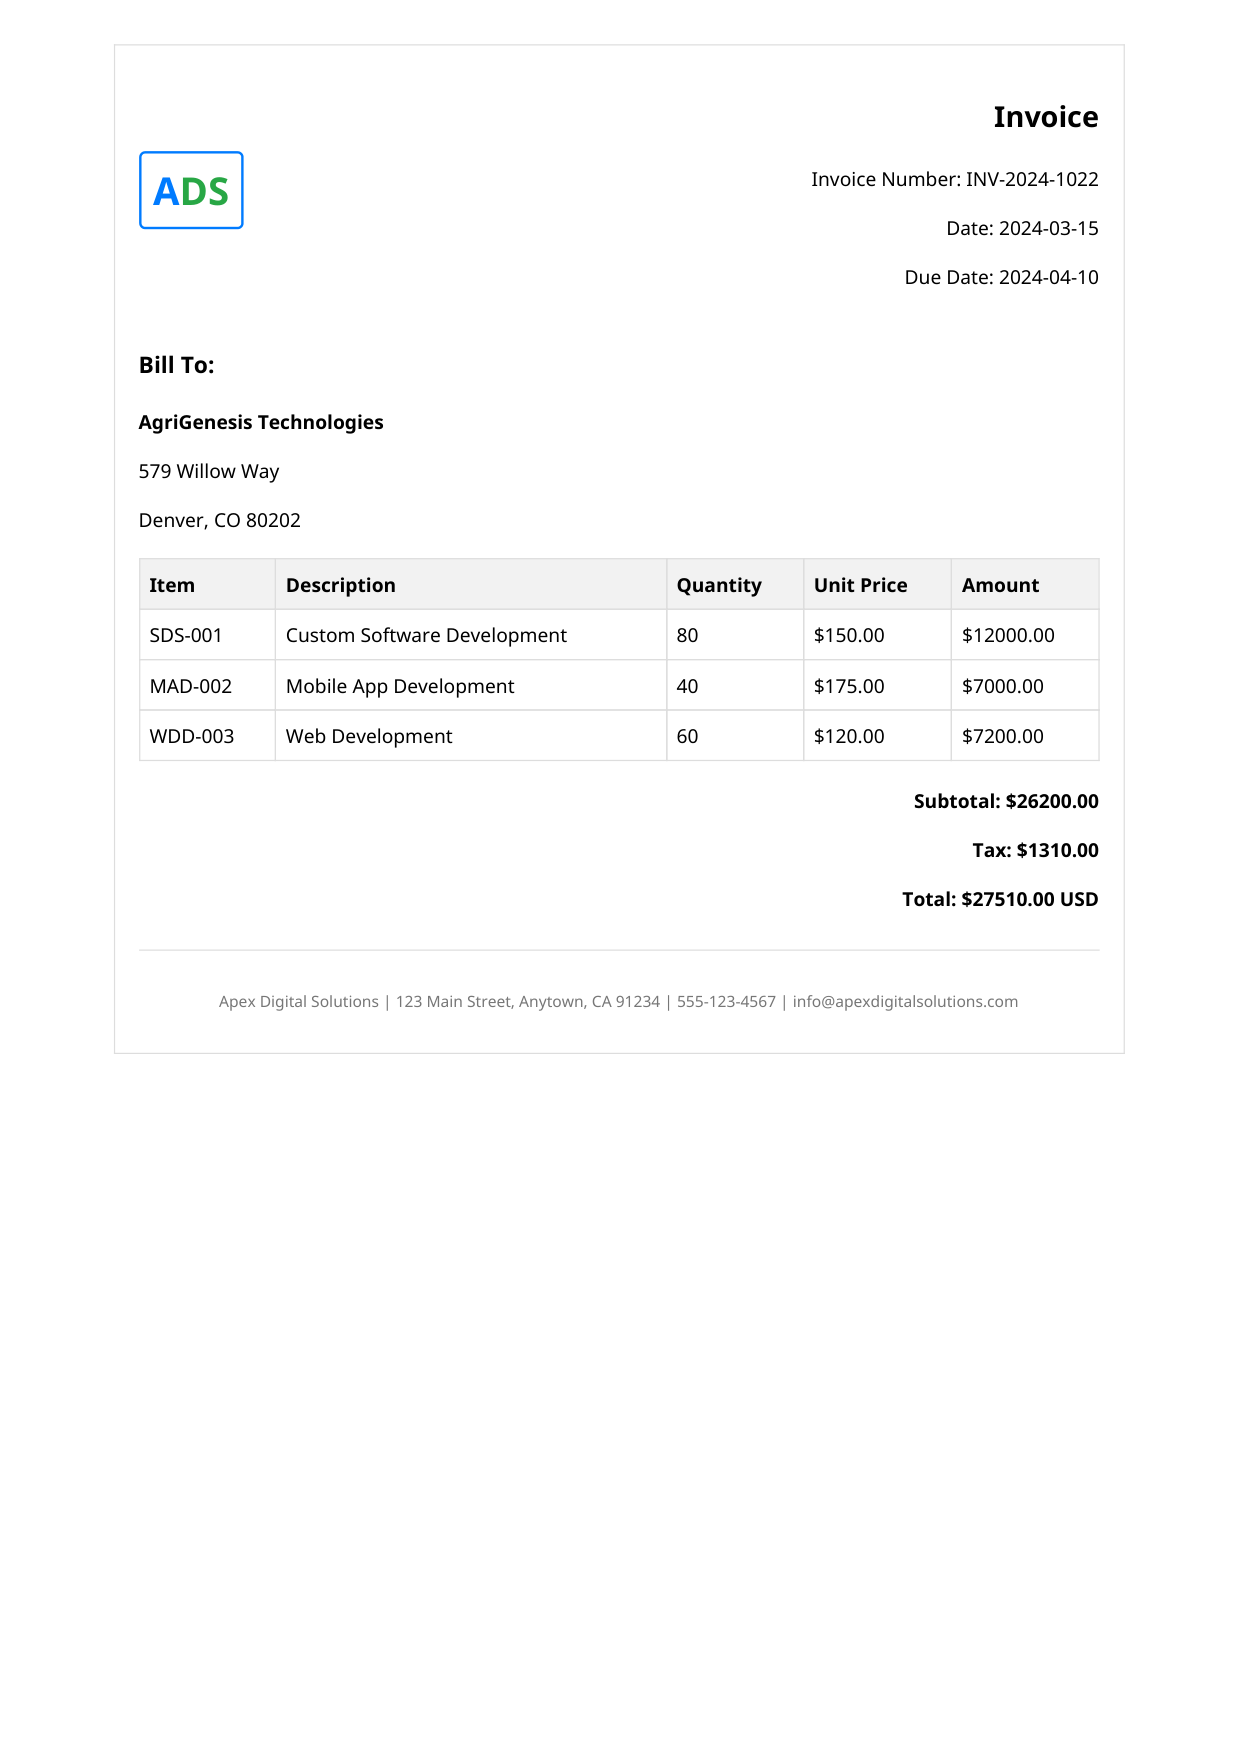 Invoice
ADS
Invoice Number: INV-2024-1022
Date: 2024-03-15
Due Date: 2024-04-10
Bill To:
AgriGenesis Technologies
579 Willow Way
Denver, CO 80202
Item Description Quantity Unit Price Amount
SDS-001 Custom Software Development 80 $150.00 $12000.00
MAD-002 Mobile App Development 40 $175.00 $7000.00
WDD-003 Web Development 60 $120.00 $7200.00
Subtotal: $26200.00
Tax: $1310.00
Total: $27510.00 USD
Apex Digital Solutions | 123 Main Street, Anytown, CA 91234 | 555-123-4567 | info@apexdigitalsolutions.com